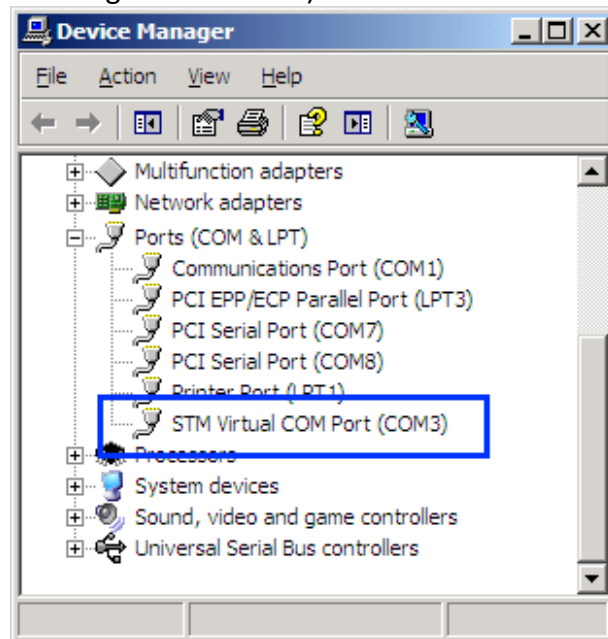 Device Manager
File Action View Help
Multifunction adapters
Network adapters
Ports (COM & LPT)
Communications Port (COM1)
PCI EPP/ECP Parallel Port (LPT3)
PCI Serial Port (COM7)
PCI Serial Port (COM8)
Printer Port (LPT1)
STM Virtual COM Port (COM3)
Processors
System devices
Sound, video and game controllers
Universal Serial Bus controllers